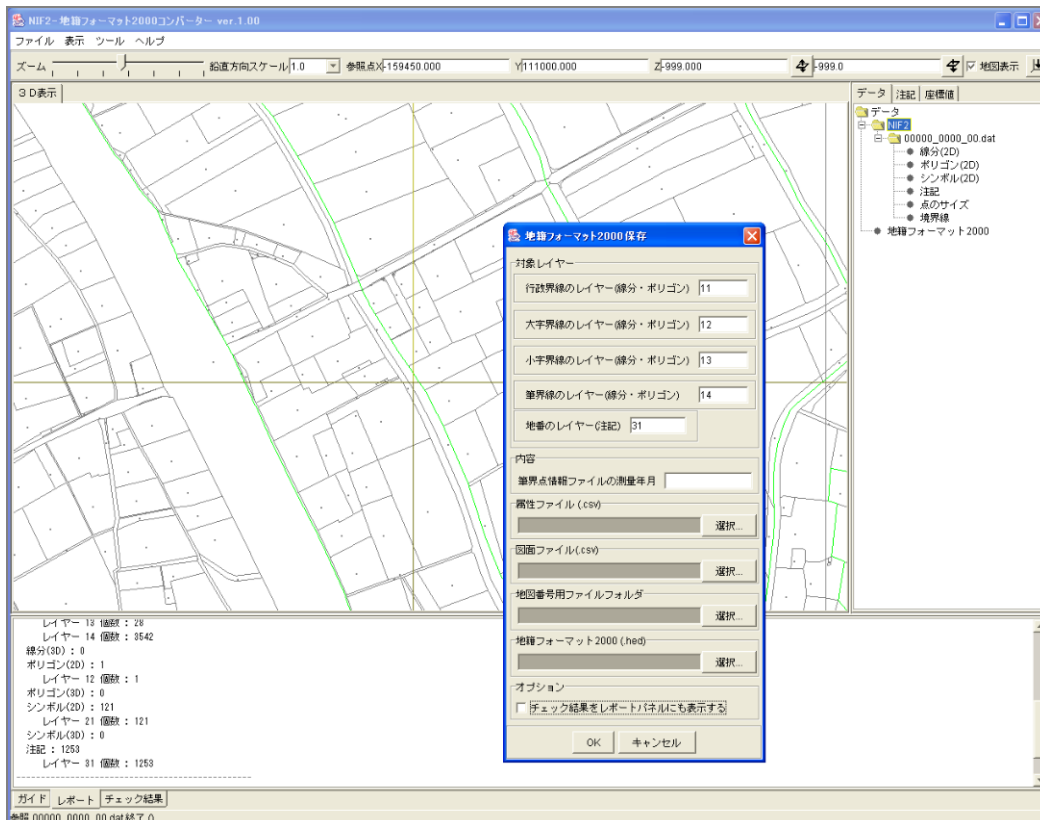 NIF2-地籍フォーマット2000コンバーター ver.1.00
ファイル 表示 ツール ヘルプ
ズーム 鉛直方向スケール 1.0 参照点X -159450.000 Y 111000.000 Z -999.000 -999.0 地図表示
3D表示
データ 注記 座標値
データ
NIF2
00000_0000_00.dat
線分(2D)
ポリゴン(2D)
シンボル(2D)
注記
点のサイズ
境界線
地籍フォーマット2000
地籍フォーマット2000保存
対象レイヤー
行政界線のレイヤー(線分・ポリゴン) 11
大字界線のレイヤー(線分・ポリゴン) 12
小字界線のレイヤー(線分・ポリゴン) 13
筆界線のレイヤー(線分・ポリゴン) 14
地番のレイヤー(注記) 31
内容
筆界点情報ファイルの測量年月
属性ファイル(.csv)
選択...
図面ファイル(.csv)
選択...
地図番号用ファイルフォルダ
選択...
地籍フォーマット2000(.hed)
選択...
オプション
チェック結果をレポートパネルにも表示する
OK キャンセル
レイヤー 13 個数 : 28
レイヤー 14 個数 : 3542
線分(3D) : 0
ポリゴン(2D) : 1
レイヤー 12 個数 : 1
ポリゴン(3D) : 0
シンボル(2D) : 121
レイヤー 21 個数 : 121
シンボル(3D) : 0
注記 : 1253
レイヤー 31 個数 : 1253
ガイド レポート チェック結果
参照 00000_0000_00.dat 終了 ()